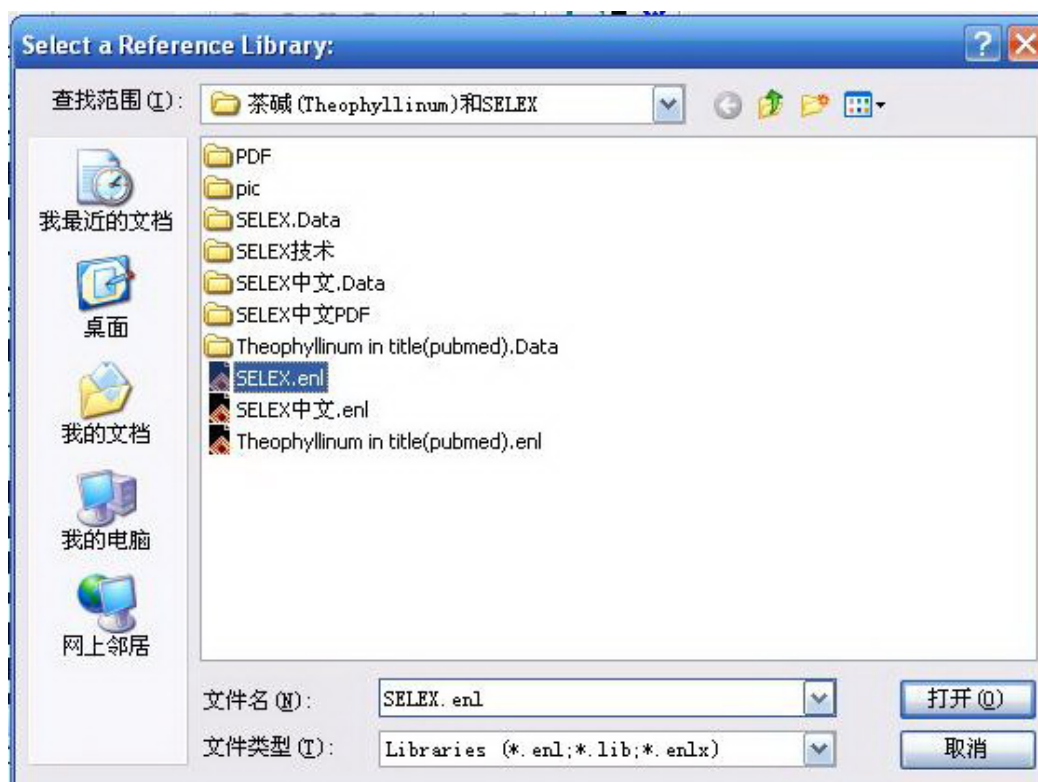 Select a Reference Library:
查找范围(I):
茶碱(Theophyllinum)和SELEX
我最近的文档
桌面
我的文档
我的电脑
网上邻居
PDF
pic
SELEX.Data
SELEX技术
SELEX中文.Data
SELEX中文PDF
Theophyllinum in title(pubmed).Data
SELEX.enl
SELEX中文.enl
Theophyllinum in title(pubmed).enl
文件名(N):
SELEX.enl
打开(O)
文件类型(T):
Libraries (*.enl;*.lib;*.enlx)
取消